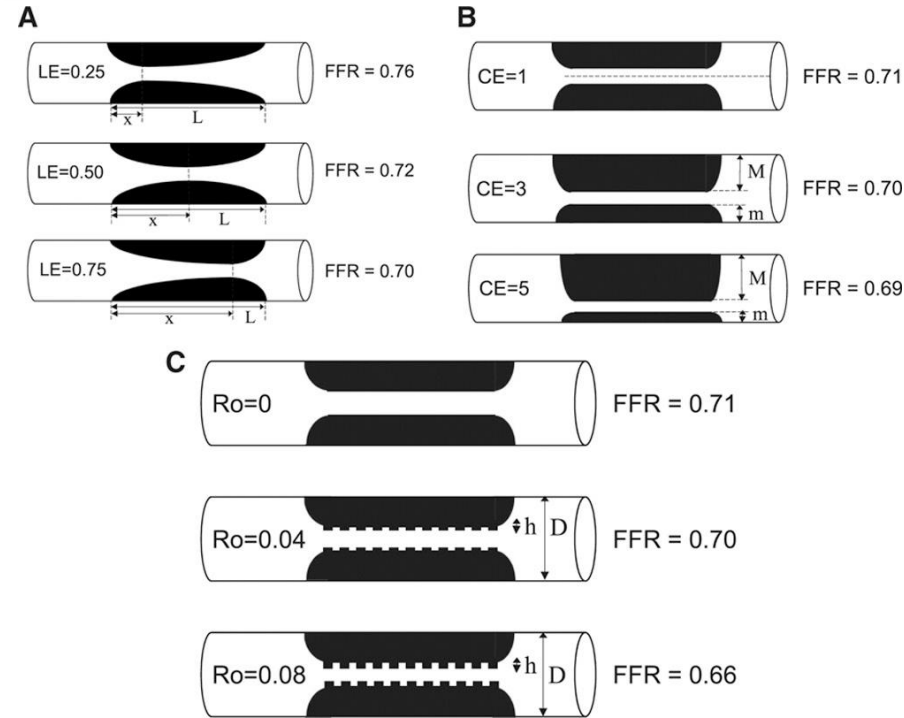 A
LE=0.25
FFR = 0.76
x
L
LE=0.50
FFR = 0.72
x
L
LE=0.75
FFR = 0.70
x
L
B
CE=1
FFR = 0.71
CE=3
M
m
FFR = 0.70
CE=5
M
m
FFR = 0.69
C
Ro=0
FFR = 0.71
Ro=0.04
h
D
FFR = 0.70
Ro=0.08
h
D
FFR = 0.66